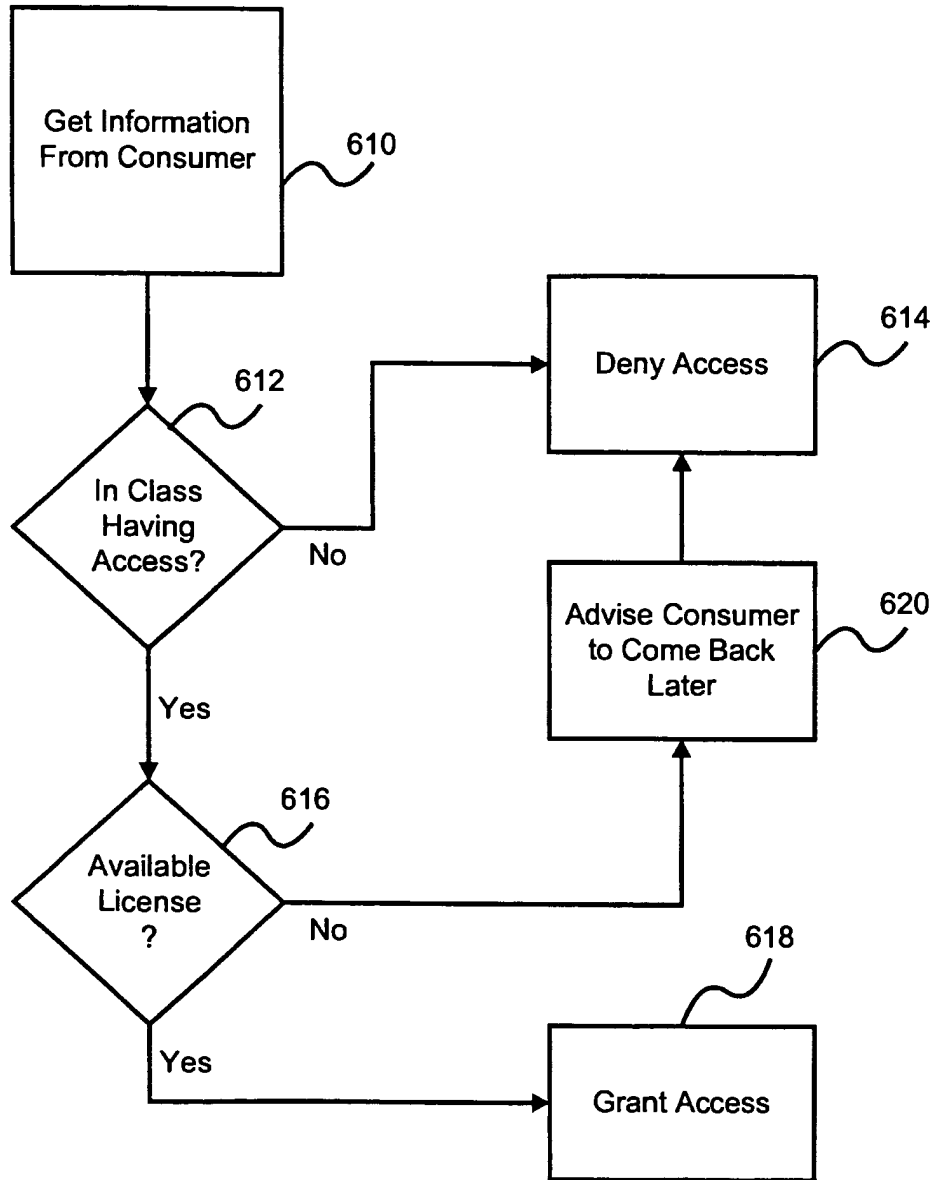 Get Information
From Consumer
610
614
Deny Access
612
In Class
Having
Access?
No
620
Advise Consumer
to Come Back
Later
Yes
616
Available
License
?
No
618
Yes
Grant Access